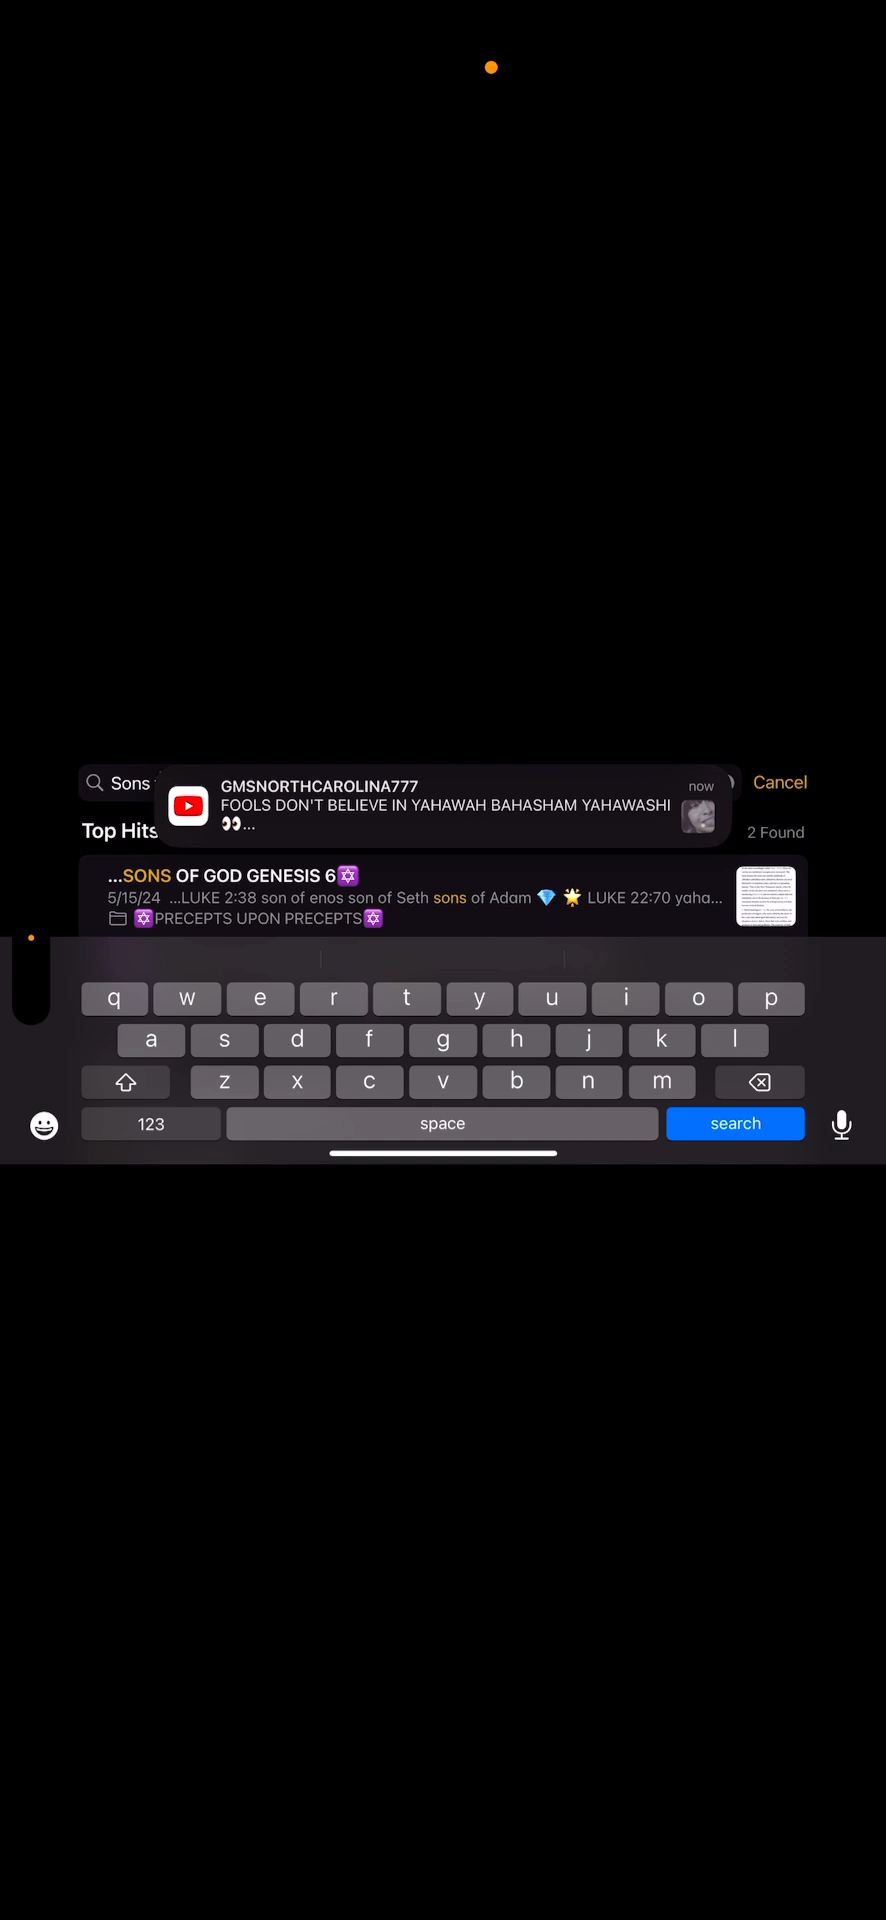 Sons
Cancel
GMSNORTHCAROLINA777
now
FOOLS DON'T BELIEVE IN YAHAWAH BAHASHAM YAHAWASHI
👀...
Top Hits
2 Found
...SONS OF GOD GENESIS 6✡️
5/15/24 ...LUKE 2:38 son of enos son of Seth sons of Adam 💎 🌟 LUKE 22:70 yaha...
✡️PRECEPTS UPON PRECEPTS✡️
q w e r t y u i o p
a s d f g h j k l
z x c v b n m
123 space search